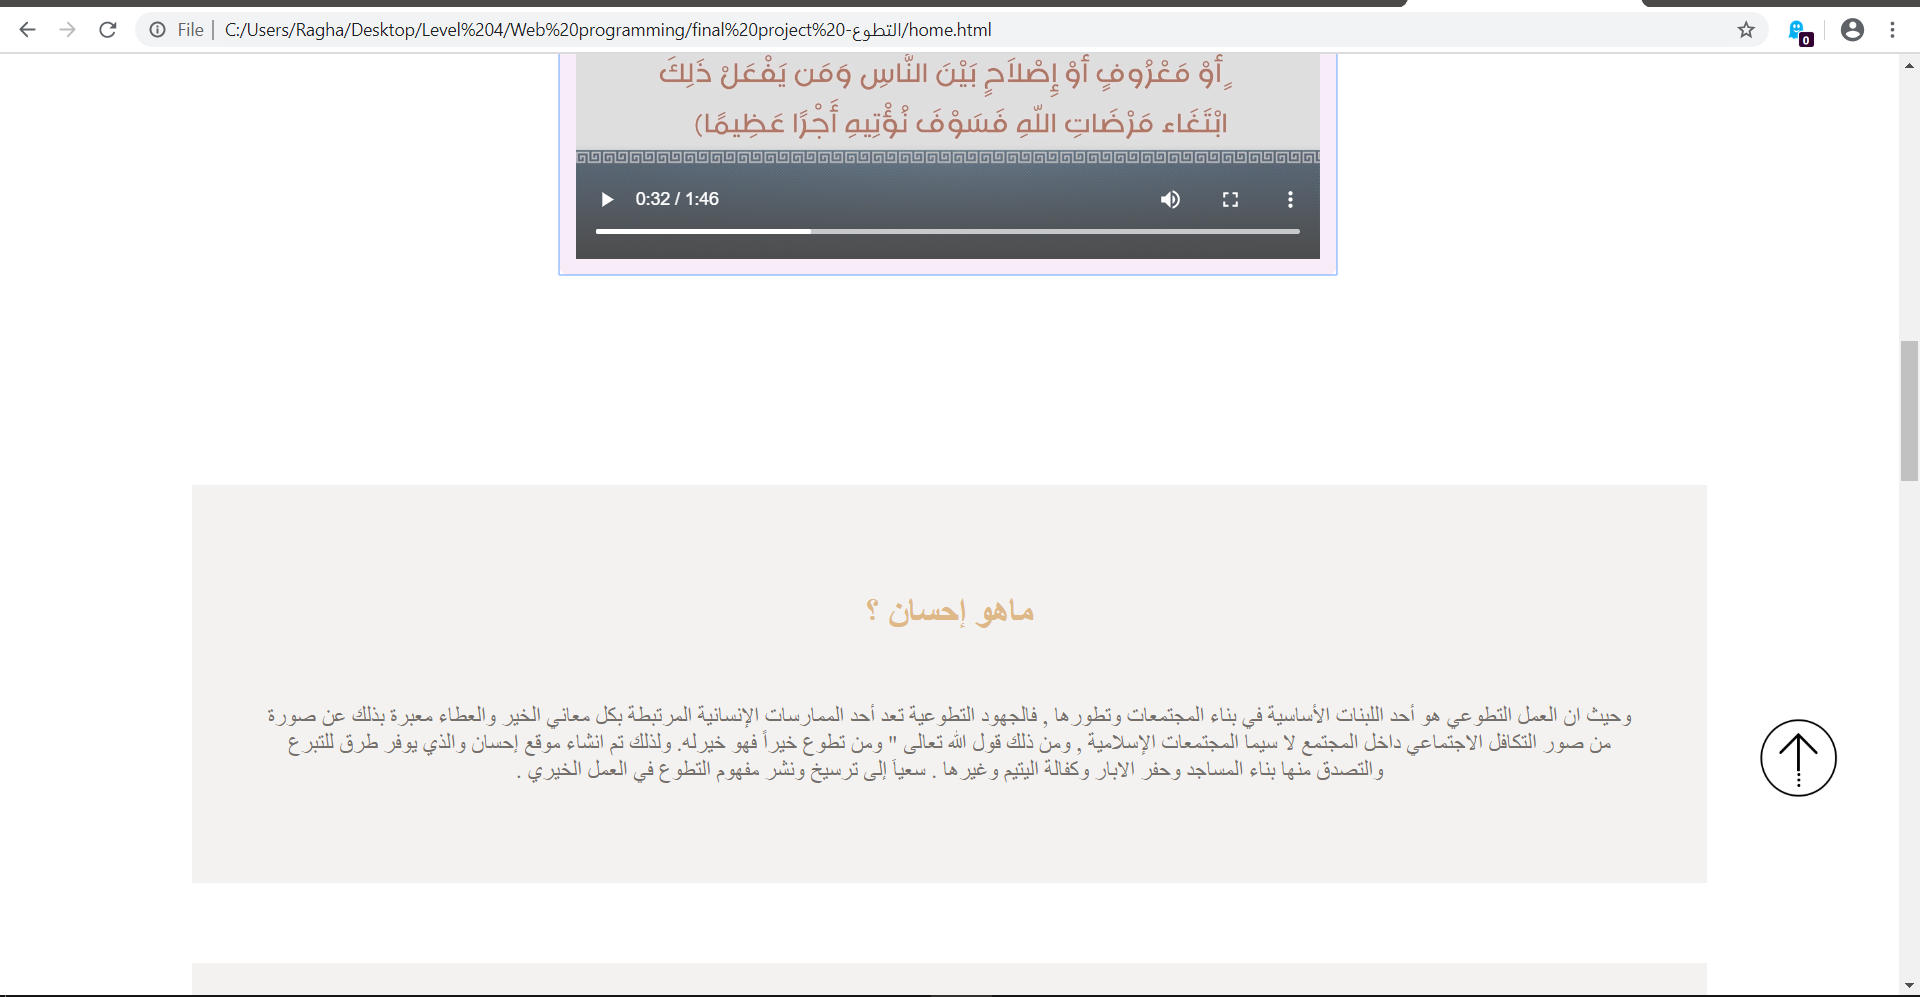 File
C:/Users/Ragha/Desktop/Level%204/Web%20programming/final%20project%20-التطوع/home.html
0
أَوْ مَعْرُوفٍ أَوْ إِصْلَاحٍ بَيْنَ النَّاسِ وَمَن يَفْعَلْ ذَلِكَ
ابْتَغَاء مَرْضَاتِ اللّهِ فَسَوْفَ نُؤْتِيهِ أَجْرًا عَظِيمًا)
0:32 / 1:46
ماهو إحسان ؟
وحيث ان العمل التطوعي هو أحد اللبنات الأساسية في بناء المجتمعات وتطورها , فالجهود التطوعية تعد أحد الممارسات الإنسانية المرتبطة بكل معاني الخير والعطاء معبرة بذلك عن صورة
من صور التكافل الاجتماعي داخل المجتمع لا سيما المجتمعات الإسلامية , ومن ذلك قول الله تعالى " ومن تطوع خيراً فهو خيرله. ولذلك تم انشاء موقع إحسان والذي يوفر طرق للتبرع
والتصدق منها بناء المساجد وحفر الابار وكفالة اليتيم وغيرها . سعياَ إلى ترسيخ ونشر مفهوم التطوع في العمل الخيري .